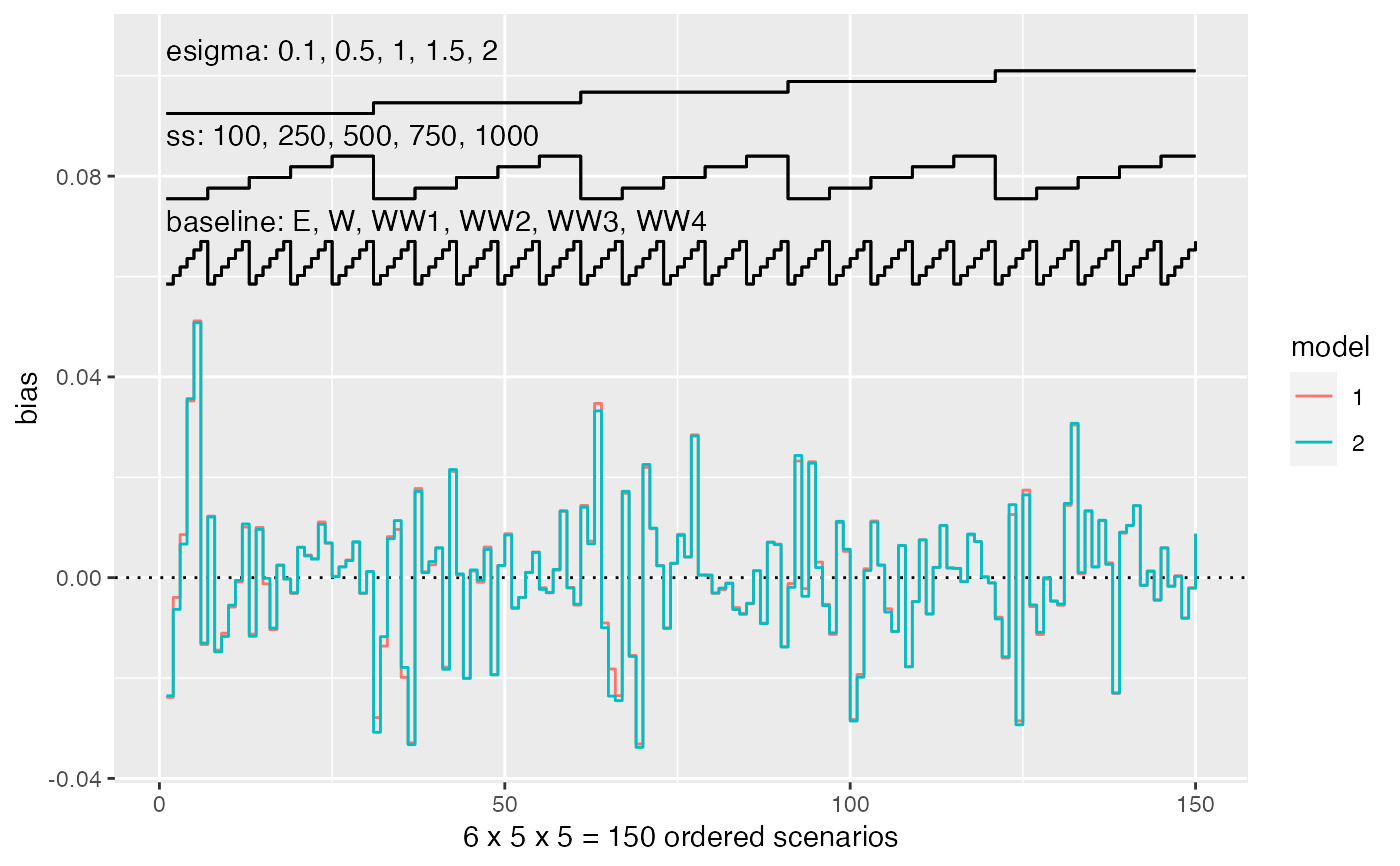 esigma: 0.1, 0.5, 1, 1.5, 2
ss: 100, 250, 500, 750, 1000
0.08
baseline: E, W, WW1, WW2, WW3, WW4
0.04
0.00
-0.04
bias
0 50 100 150
6 x 5 x 5 = 150 ordered scenarios
model
1
2